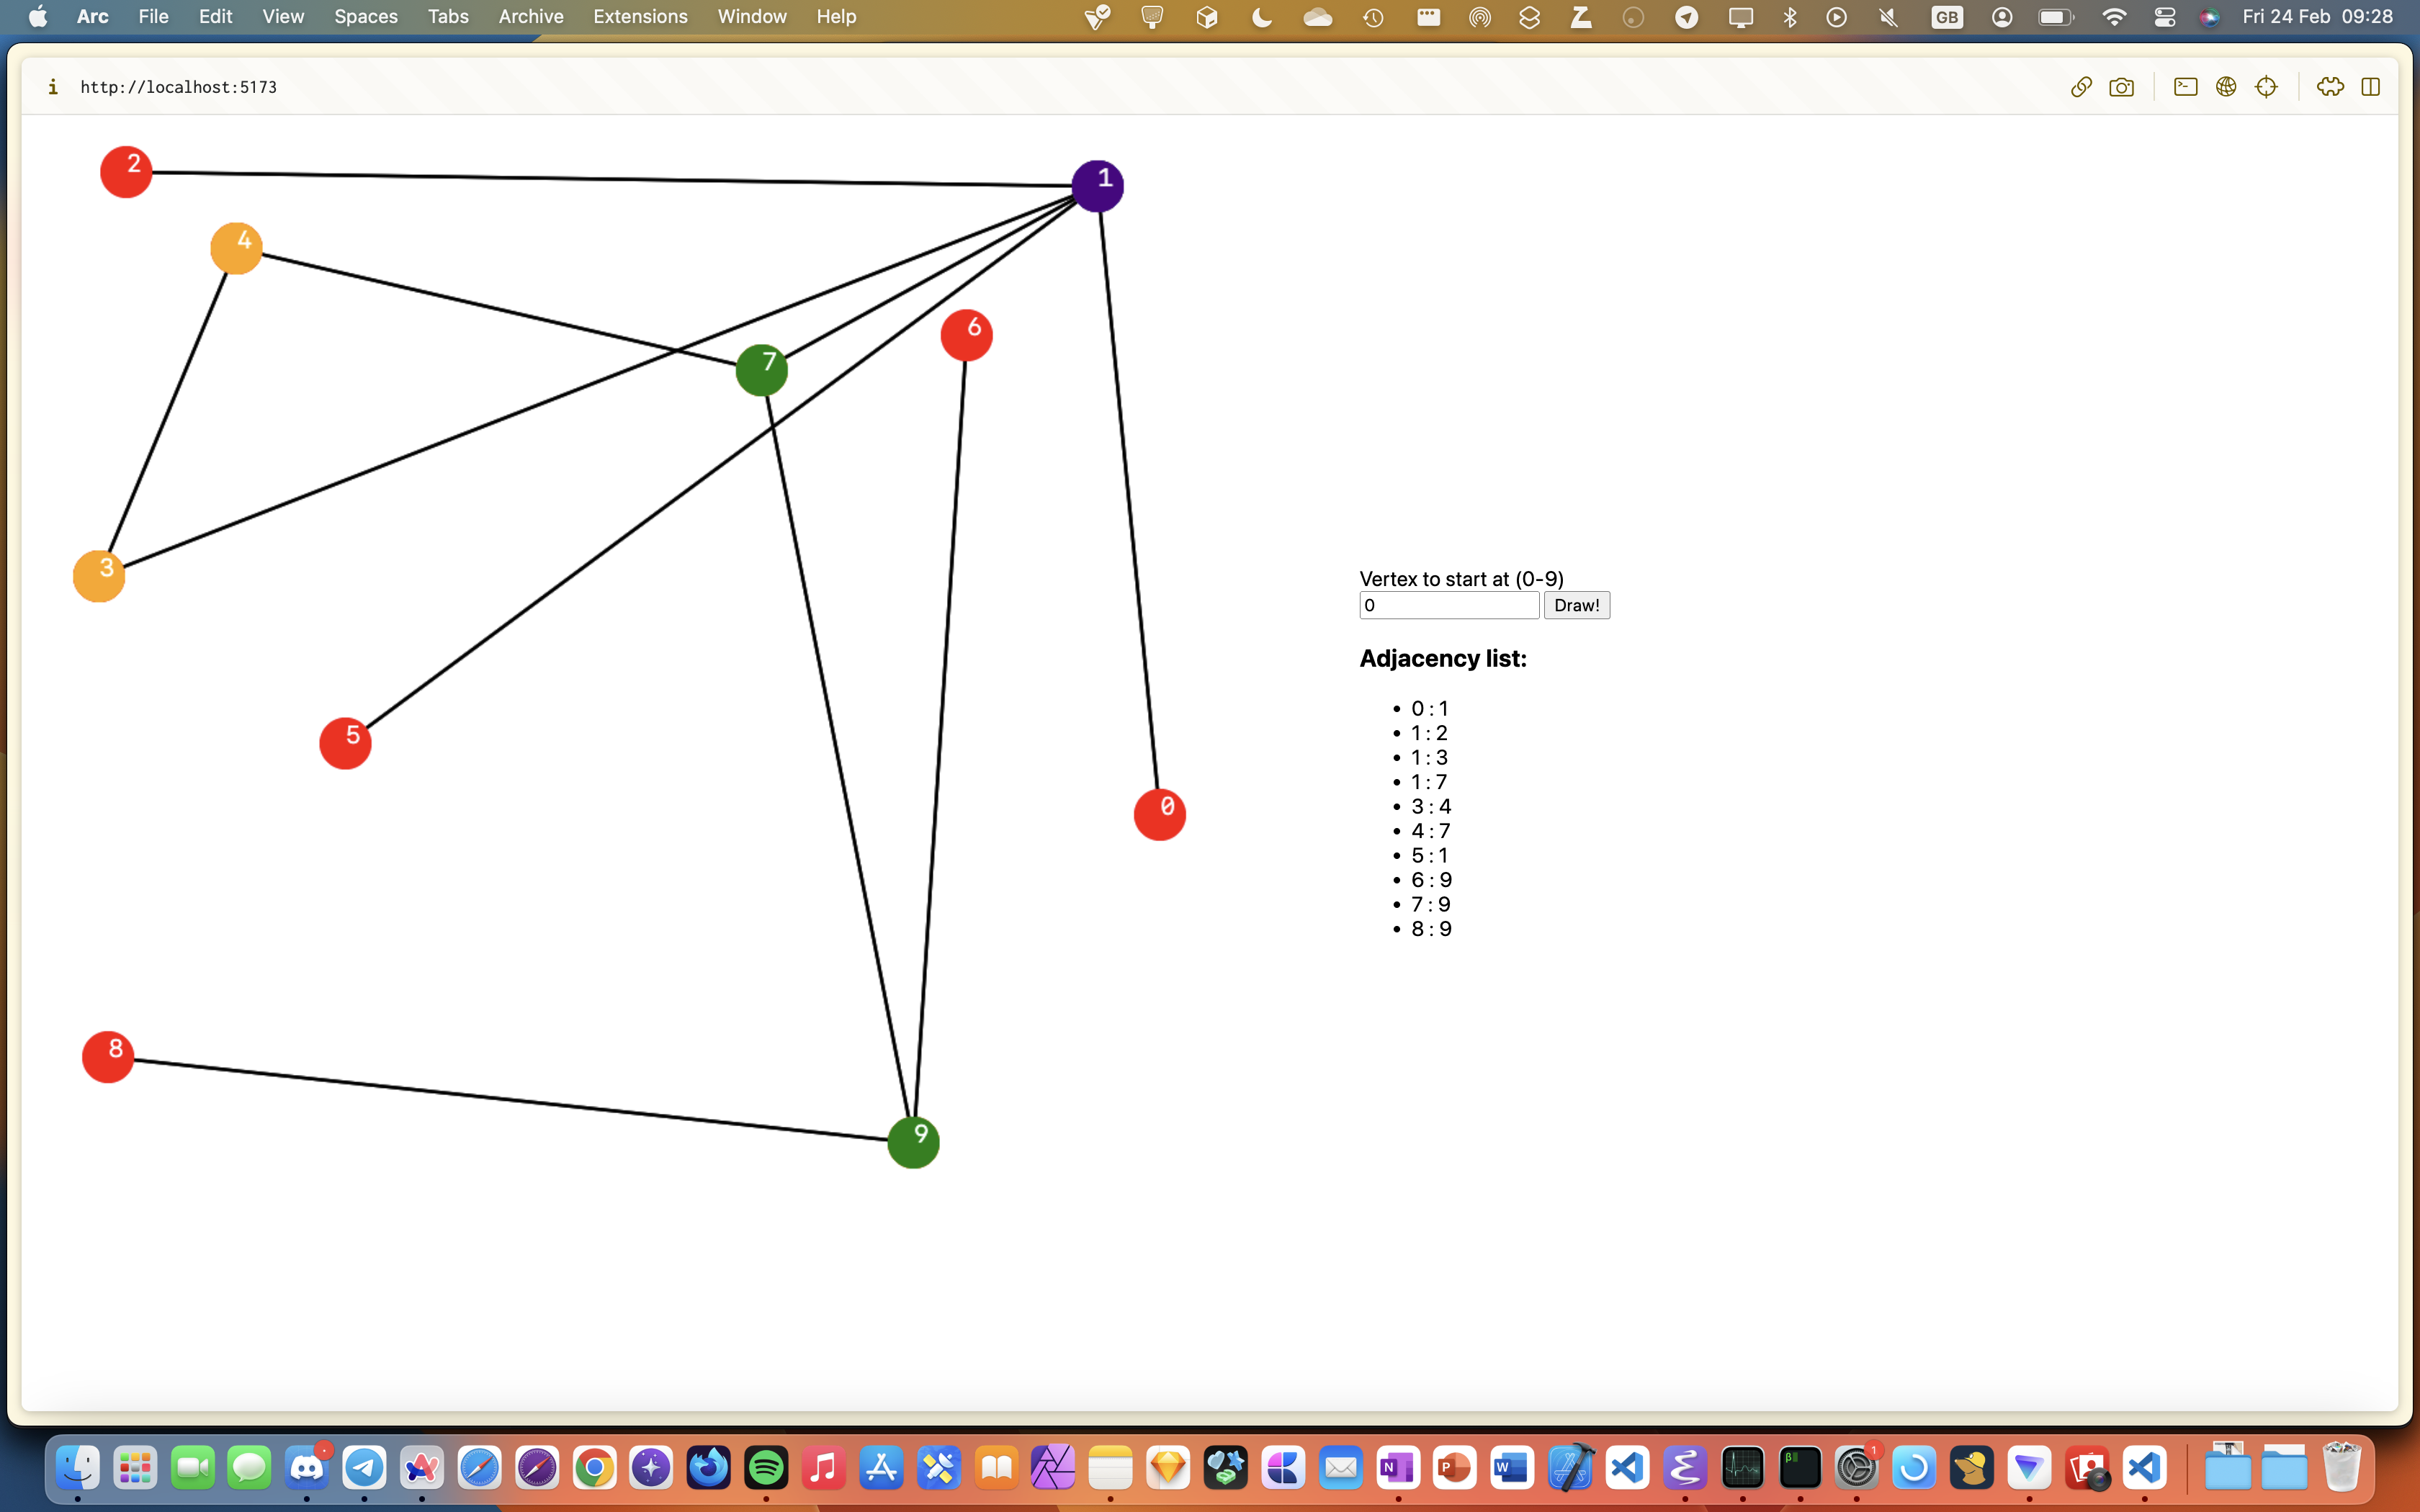 Arc File Edit View Spaces Tabs Archive Extensions Window Help GB Fri 24 Feb 09:28
i http://localhost:5173
2
1
4
6
7
3
Vertex to start at (0-9)
0 Draw!
Adjacency list:
• 0 : 1
• 1 : 2
• 1 : 3
• 1 : 7
• 3 : 4
• 4 : 7
• 5 : 1
• 6 : 9
• 7 : 9
• 8 : 9
5
0
8
9
1